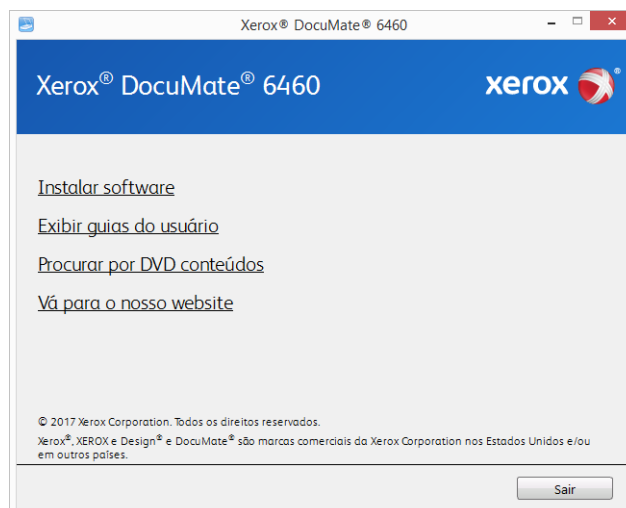 Xerox® DocuMate® 6460
Xerox® DocuMate® 6460
xerox®
Instalar software
Exibir guias do usuário
Procurar por DVD conteúdos
Vá para o nosso website
© 2017 Xerox Corporation. Todos os direitos reservados.
Xerox®, XEROX e Design® e DocuMate® são marcas comerciais da Xerox Corporation nos Estados Unidos e/ou
em outros países.
Sair